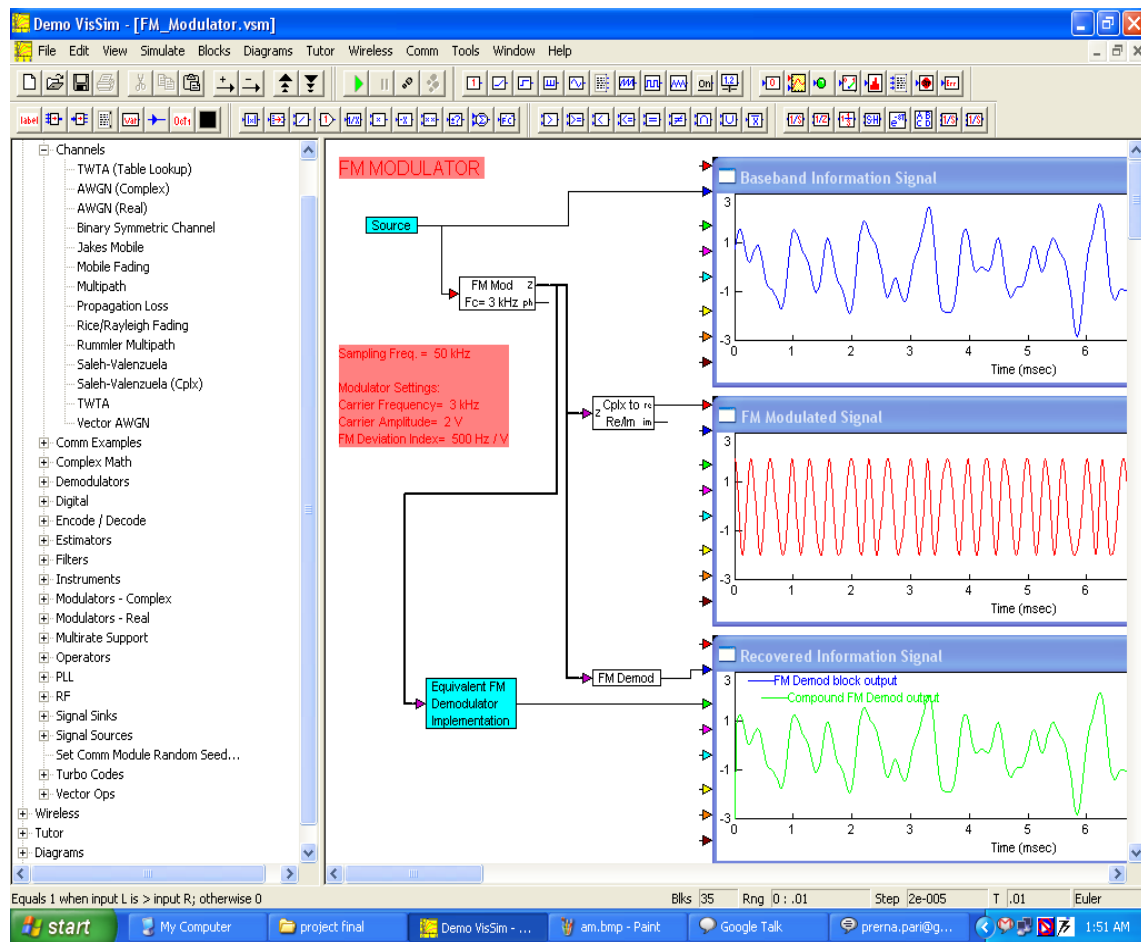 Demo VisSim - [FM_Modulator.vsm]
File Edit View Simulate Blocks Diagrams Tutor Wireless Comm Tools Window Help
Channels
TWTA (Table Lookup)
AWGN (Complex)
AWGN (Real)
Binary Symmetric Channel
Jakes Mobile
Mobile Fading
Multipath
Propagation Loss
Rice/Rayleigh Fading
Rummler Multipath
Saleh-Valenzuela
Saleh-Valenzuela (Cplx)
TWTA
Vector AWGN
Comm Examples
Complex Math
Demodulators
Digital
Encode / Decode
Estimators
Filters
Instruments
Modulators - Complex
Modulators - Real
Multirate Support
Operators
PLL
RF
Signal Sinks
Signal Sources
Set Comm Module Random Seed...
Turbo Codes
Vector Ops
Wireless
Tutor
Diagrams
FM MODULATOR
Source
FM Mod z
Fc= 3 kHz ph
Sampling Freq. = 50 kHz
Modulator Settings:
Carrier Frequency= 3 kHz
Carrier Amplitude= 2 V
FM Deviation Index= 500 Hz / V
z Cplx to re
Re/Im im
FM Demod
Equivalent FM
Demodulator
Implementation
Baseband Information Signal
3
1
-1
-3
0 1 2 3 4 5 6
Time (msec)
FM Modulated Signal
3
1
-1
-3
0 1 2 3 4 5 6
Time (msec)
Recovered Information Signal
FM Demod block output
Compound FM Demod output
3
1
-1
-3
0 1 2 3 4 5 6
Time (msec)
Equals 1 when input L is > input R; otherwise 0
Blks 35 Rng 0 : .01 Step 2e-005 T .01 Euler
start My Computer project final Demo VisSim - ... am.bmp - Paint Google Talk prerna.pari@g... 1:51 AM